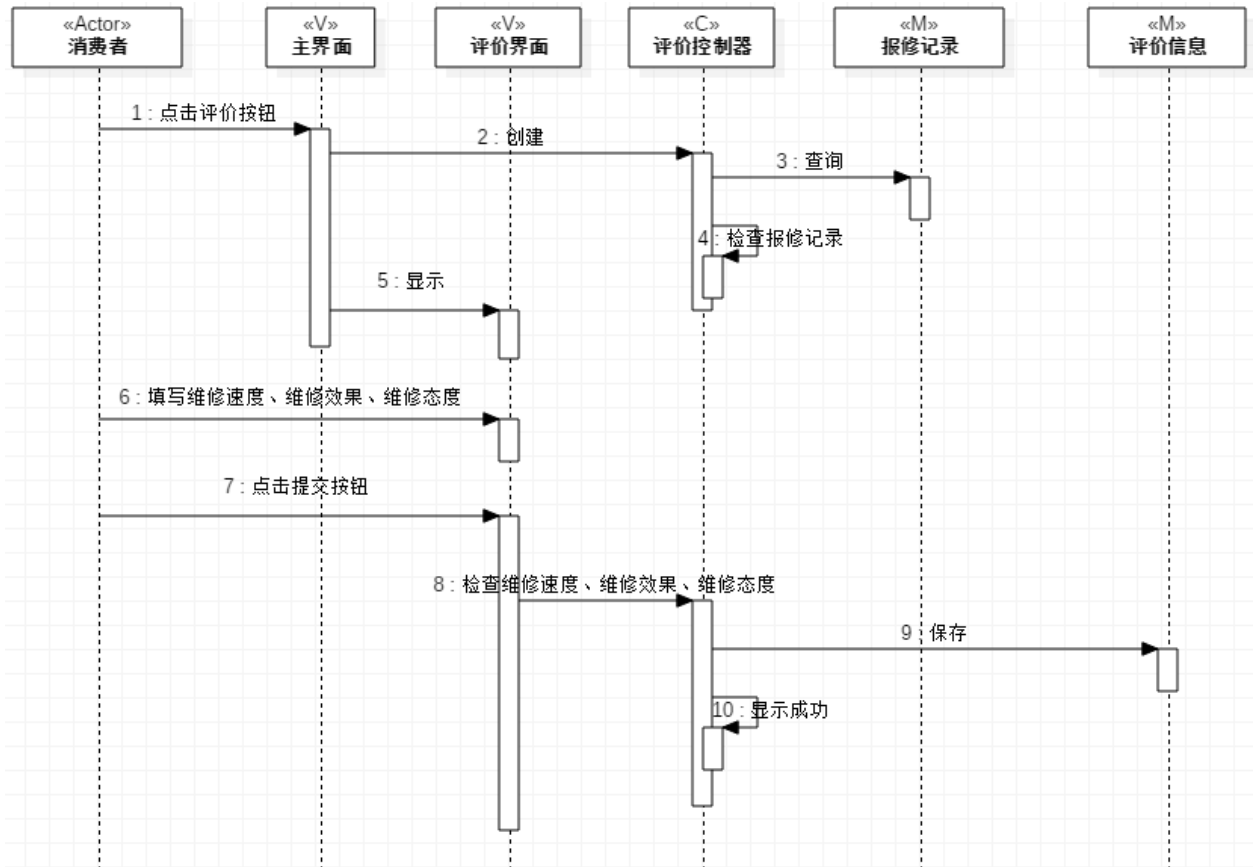 «Actor»
消费者
«V»
主界面
«V»
评价界面
«C»
评价控制器
«M»
报修记录
«M»
评价信息
1 : 点击评价按钮
2 : 创建
3 : 查询
4 : 检查报修记录
5 : 显示
6 : 填写维修速度、维修效果、维修态度
7 : 点击提交按钮
8 : 检查维修速度、维修效果、维修态度
9 : 保存
10 : 显示成功